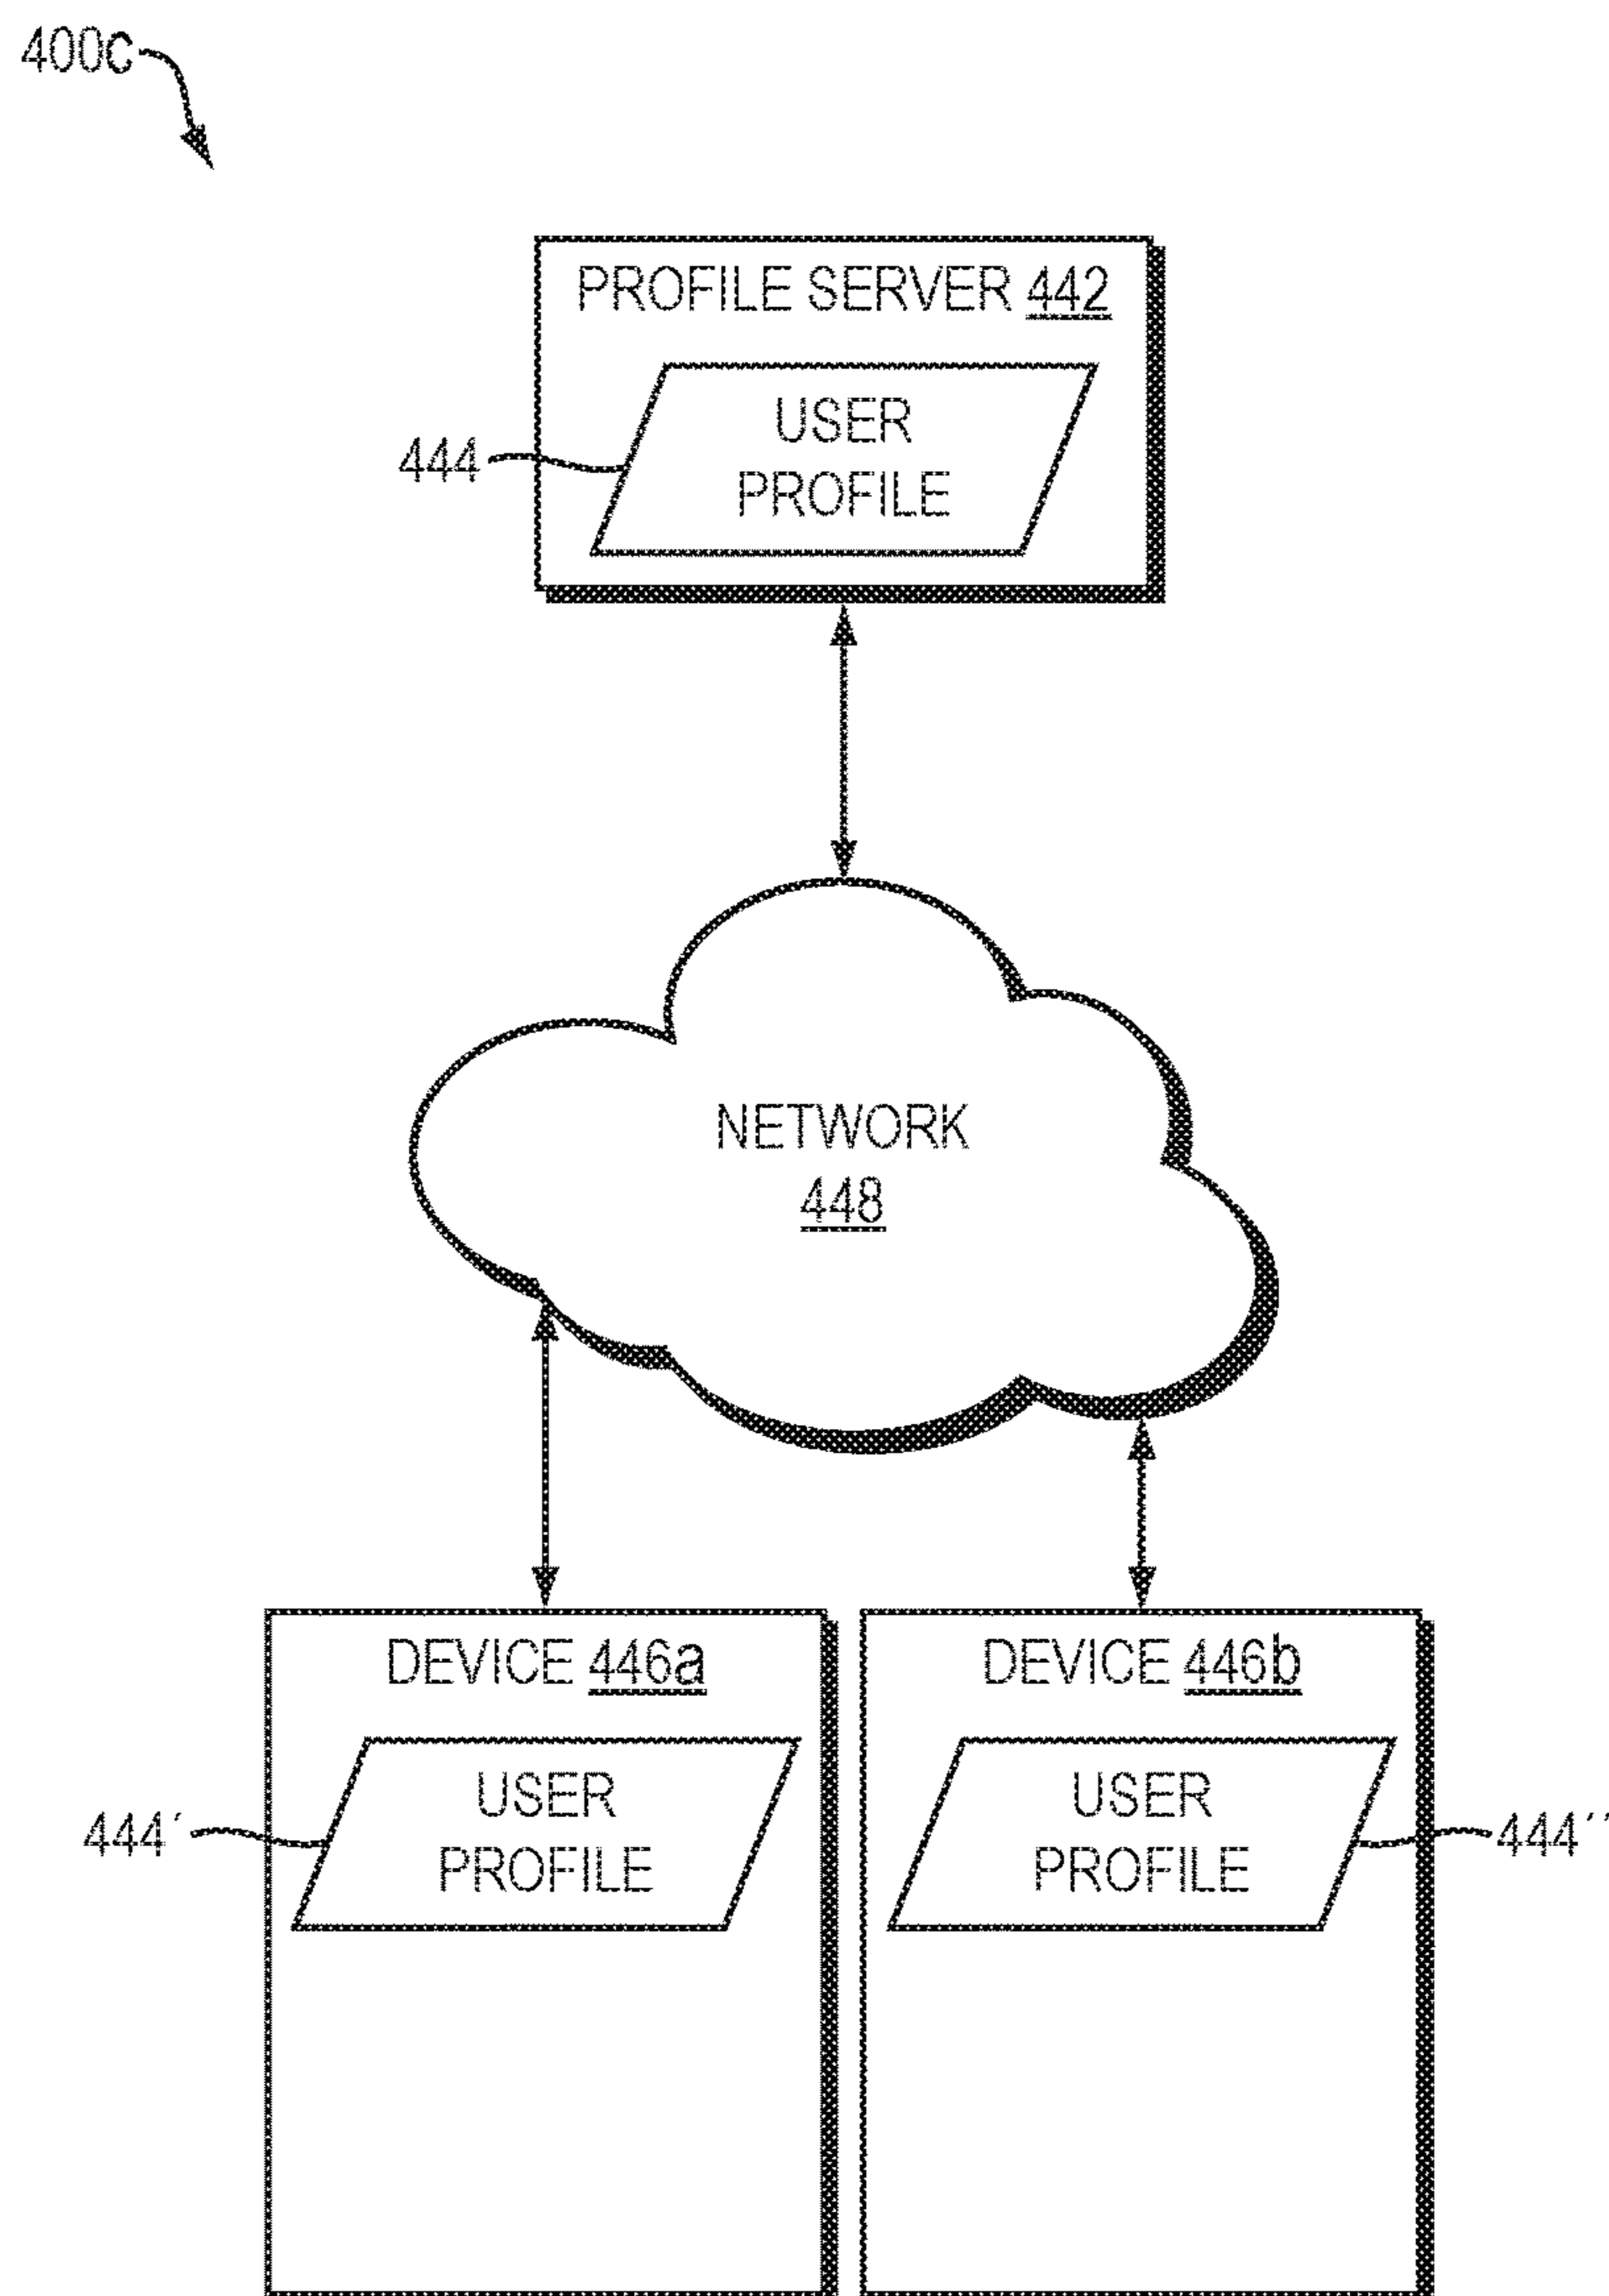 400c
PROFILE SERVER 442
USER
PROFILE
444
NETWORK
448
DEVICE 446a
USER
PROFILE
444′
DEVICE 446b
USER
PROFILE
444′′